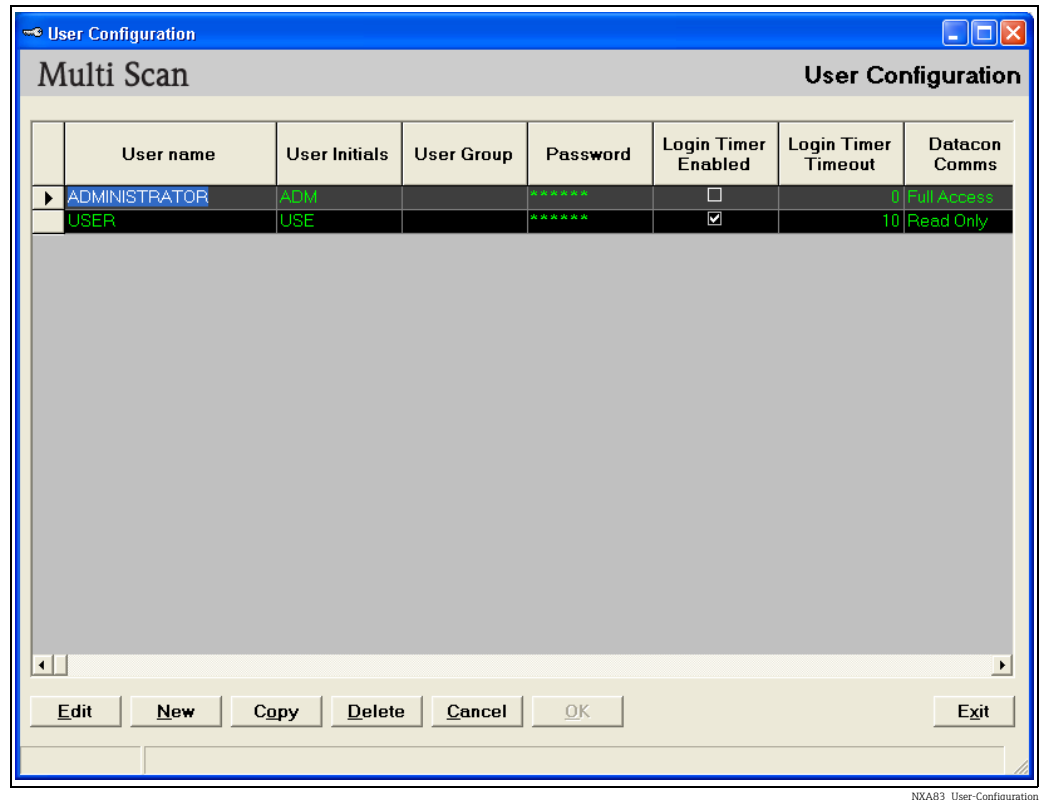 User Configuration
Multi Scan
User Configuration
User name User Initials User Group Password Login Timer Enabled Login Timer Timeout Datacon Comms
ADMINISTRATOR ADM ****** 0 Full Access
USER USE ****** 10 Read Only
Edit New Copy Delete Cancel OK Exit
NXA83_User-Configuration